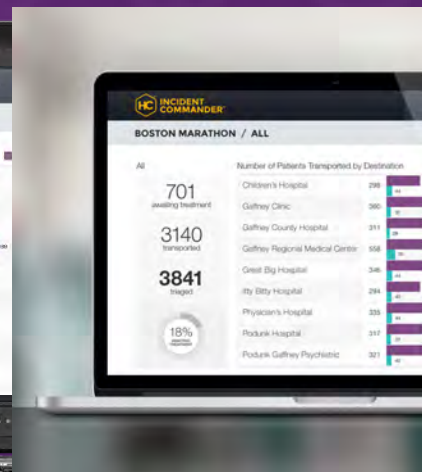 HC INCIDENT
COMMANDER
BOSTON MARATHON / ALL
All
701
awaiting treatment
3140
transported
3841
triaged
18%
Number of Patients Transported by Destination
Children's Hospital 298
Gaffney Clinic 360
Gaffney County Hospital 311
Gaffney Regional Medical Center 558
Great Big Hospital 346
Itty Bitty Hospital 294
Physician's Hospital 335
Podunk Hospital 317
Podunk Gaffney Psychiatric 321